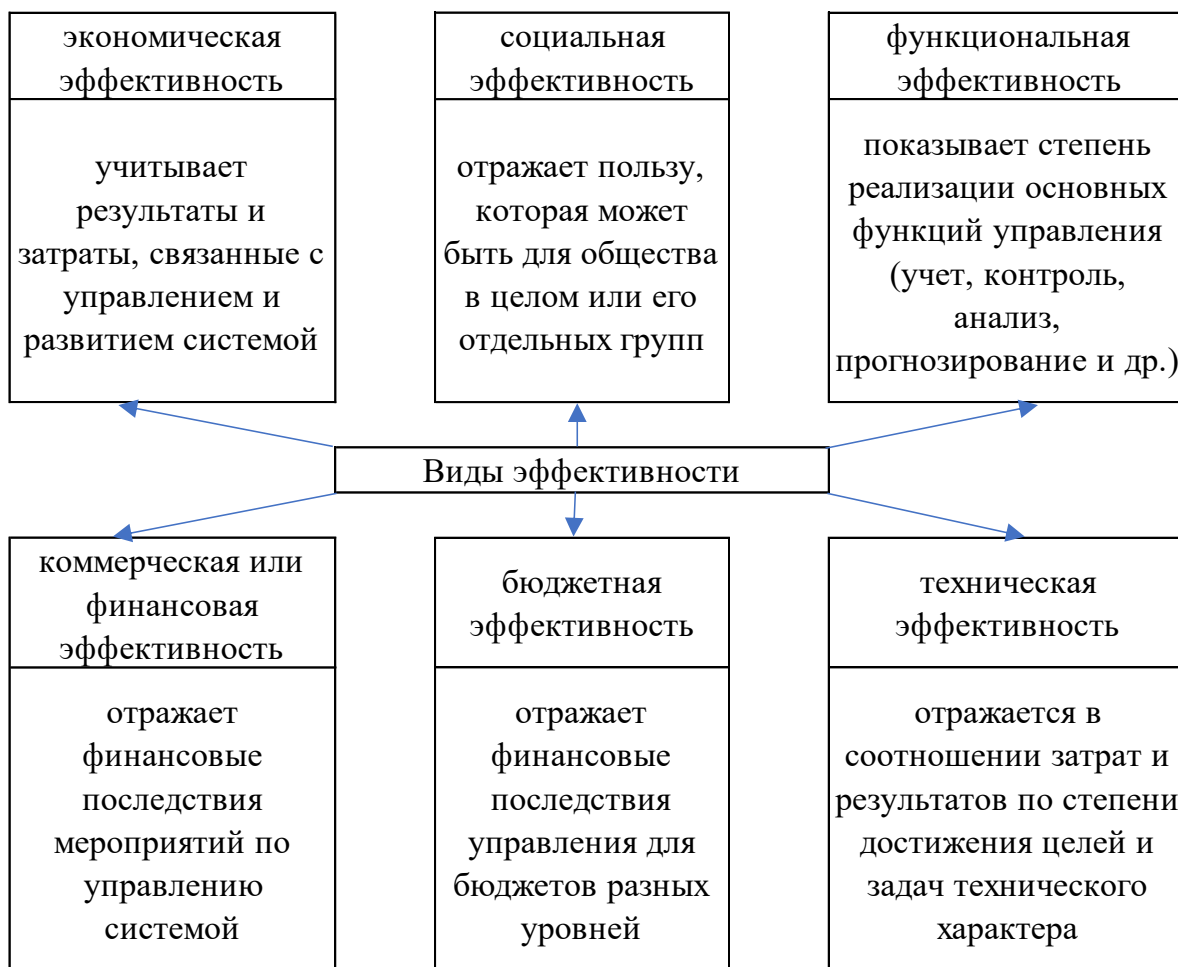 экономическая
эффективность
учитывает
результаты и
затраты, связанные с
управлением и
развитием системой
социальная
эффективность
отражает пользу,
которая может
быть для общества
в целом или его
отдельных групп
функциональная
эффективность
показывает степень
реализации основных
функций управления
(учет, контроль,
анализ,
прогнозирование и др.)
Виды эффективности
коммерческая или
финансовая
эффективность
отражает
финансовые
последствия
мероприятий по
управлению
системой
бюджетная
эффективность
отражает
финансовые
последствия
управления для
бюджетов разных
уровней
техническая
эффективность
отражается в
соотношении затрат и
результатов по степени
достижения целей и
задач технического
характера